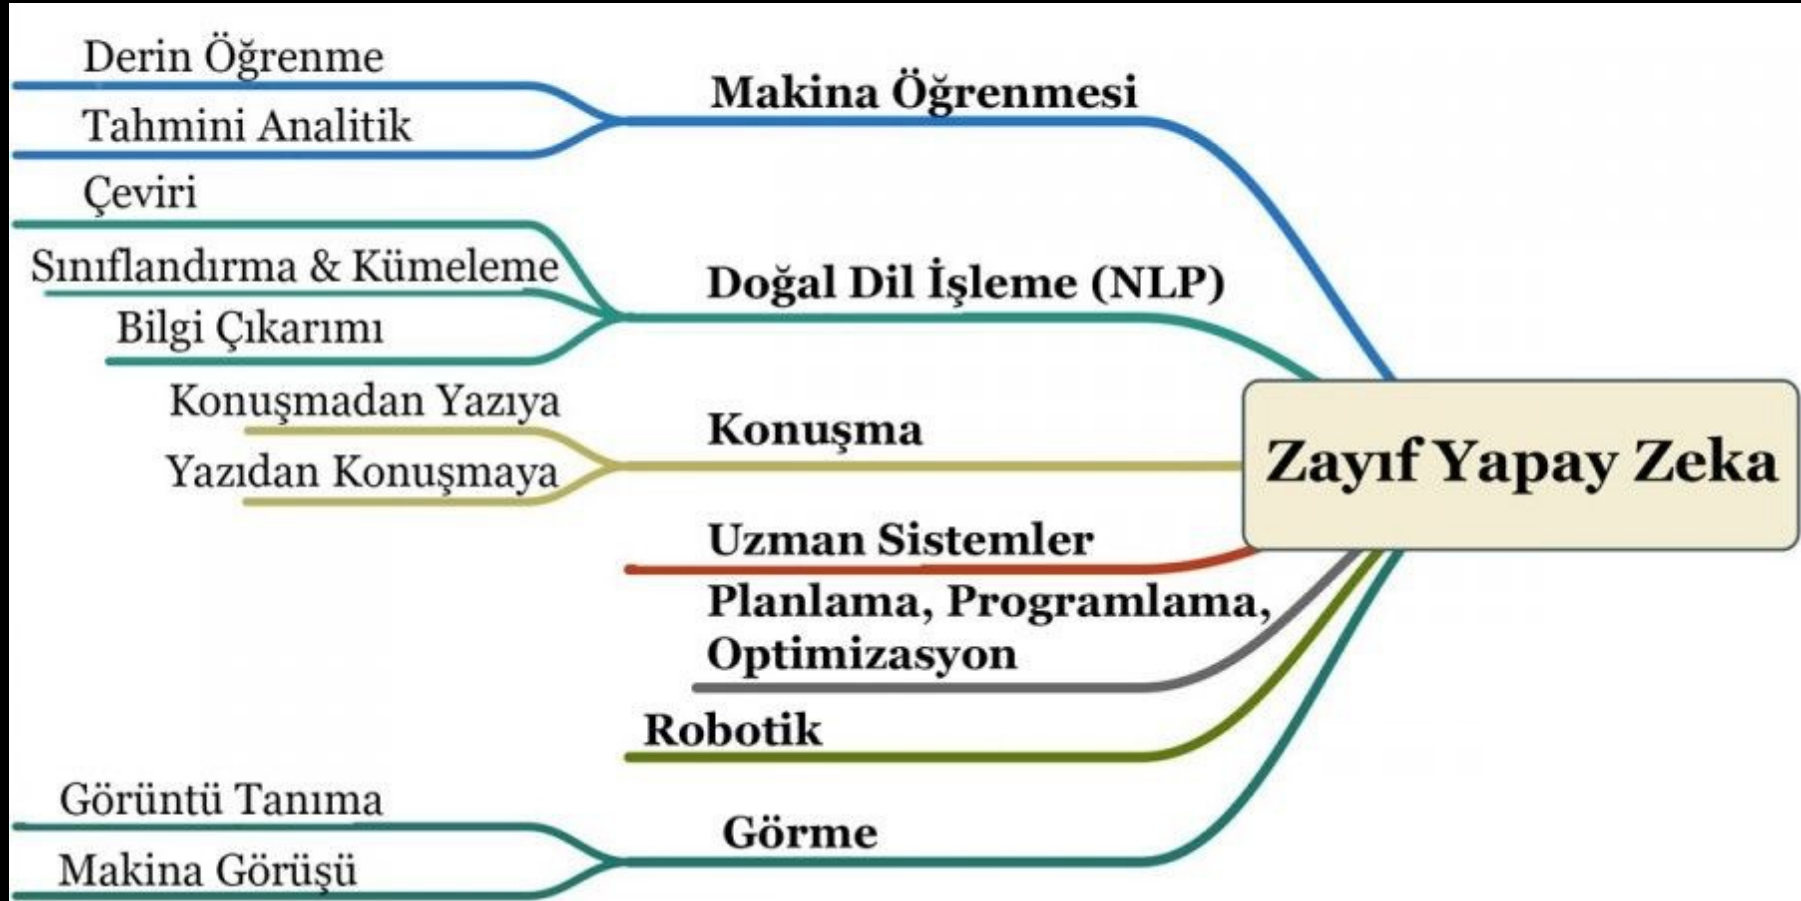 Derin Öğrenme
Tahmini Analitik
Makina Öğrenmesi
Çeviri
Sınıflandırma & Kümeleme
Bilgi Çıkarımı
Doğal Dil İşleme (NLP)
Konuşmadan Yazıya
Yazıdan Konuşmaya
Konuşma
Zayıf Yapay Zeka
Uzman Sistemler
Planlama, Programlama,
Optimizasyon
Robotik
Görüntü Tanıma
Makina Görüşü
Görme